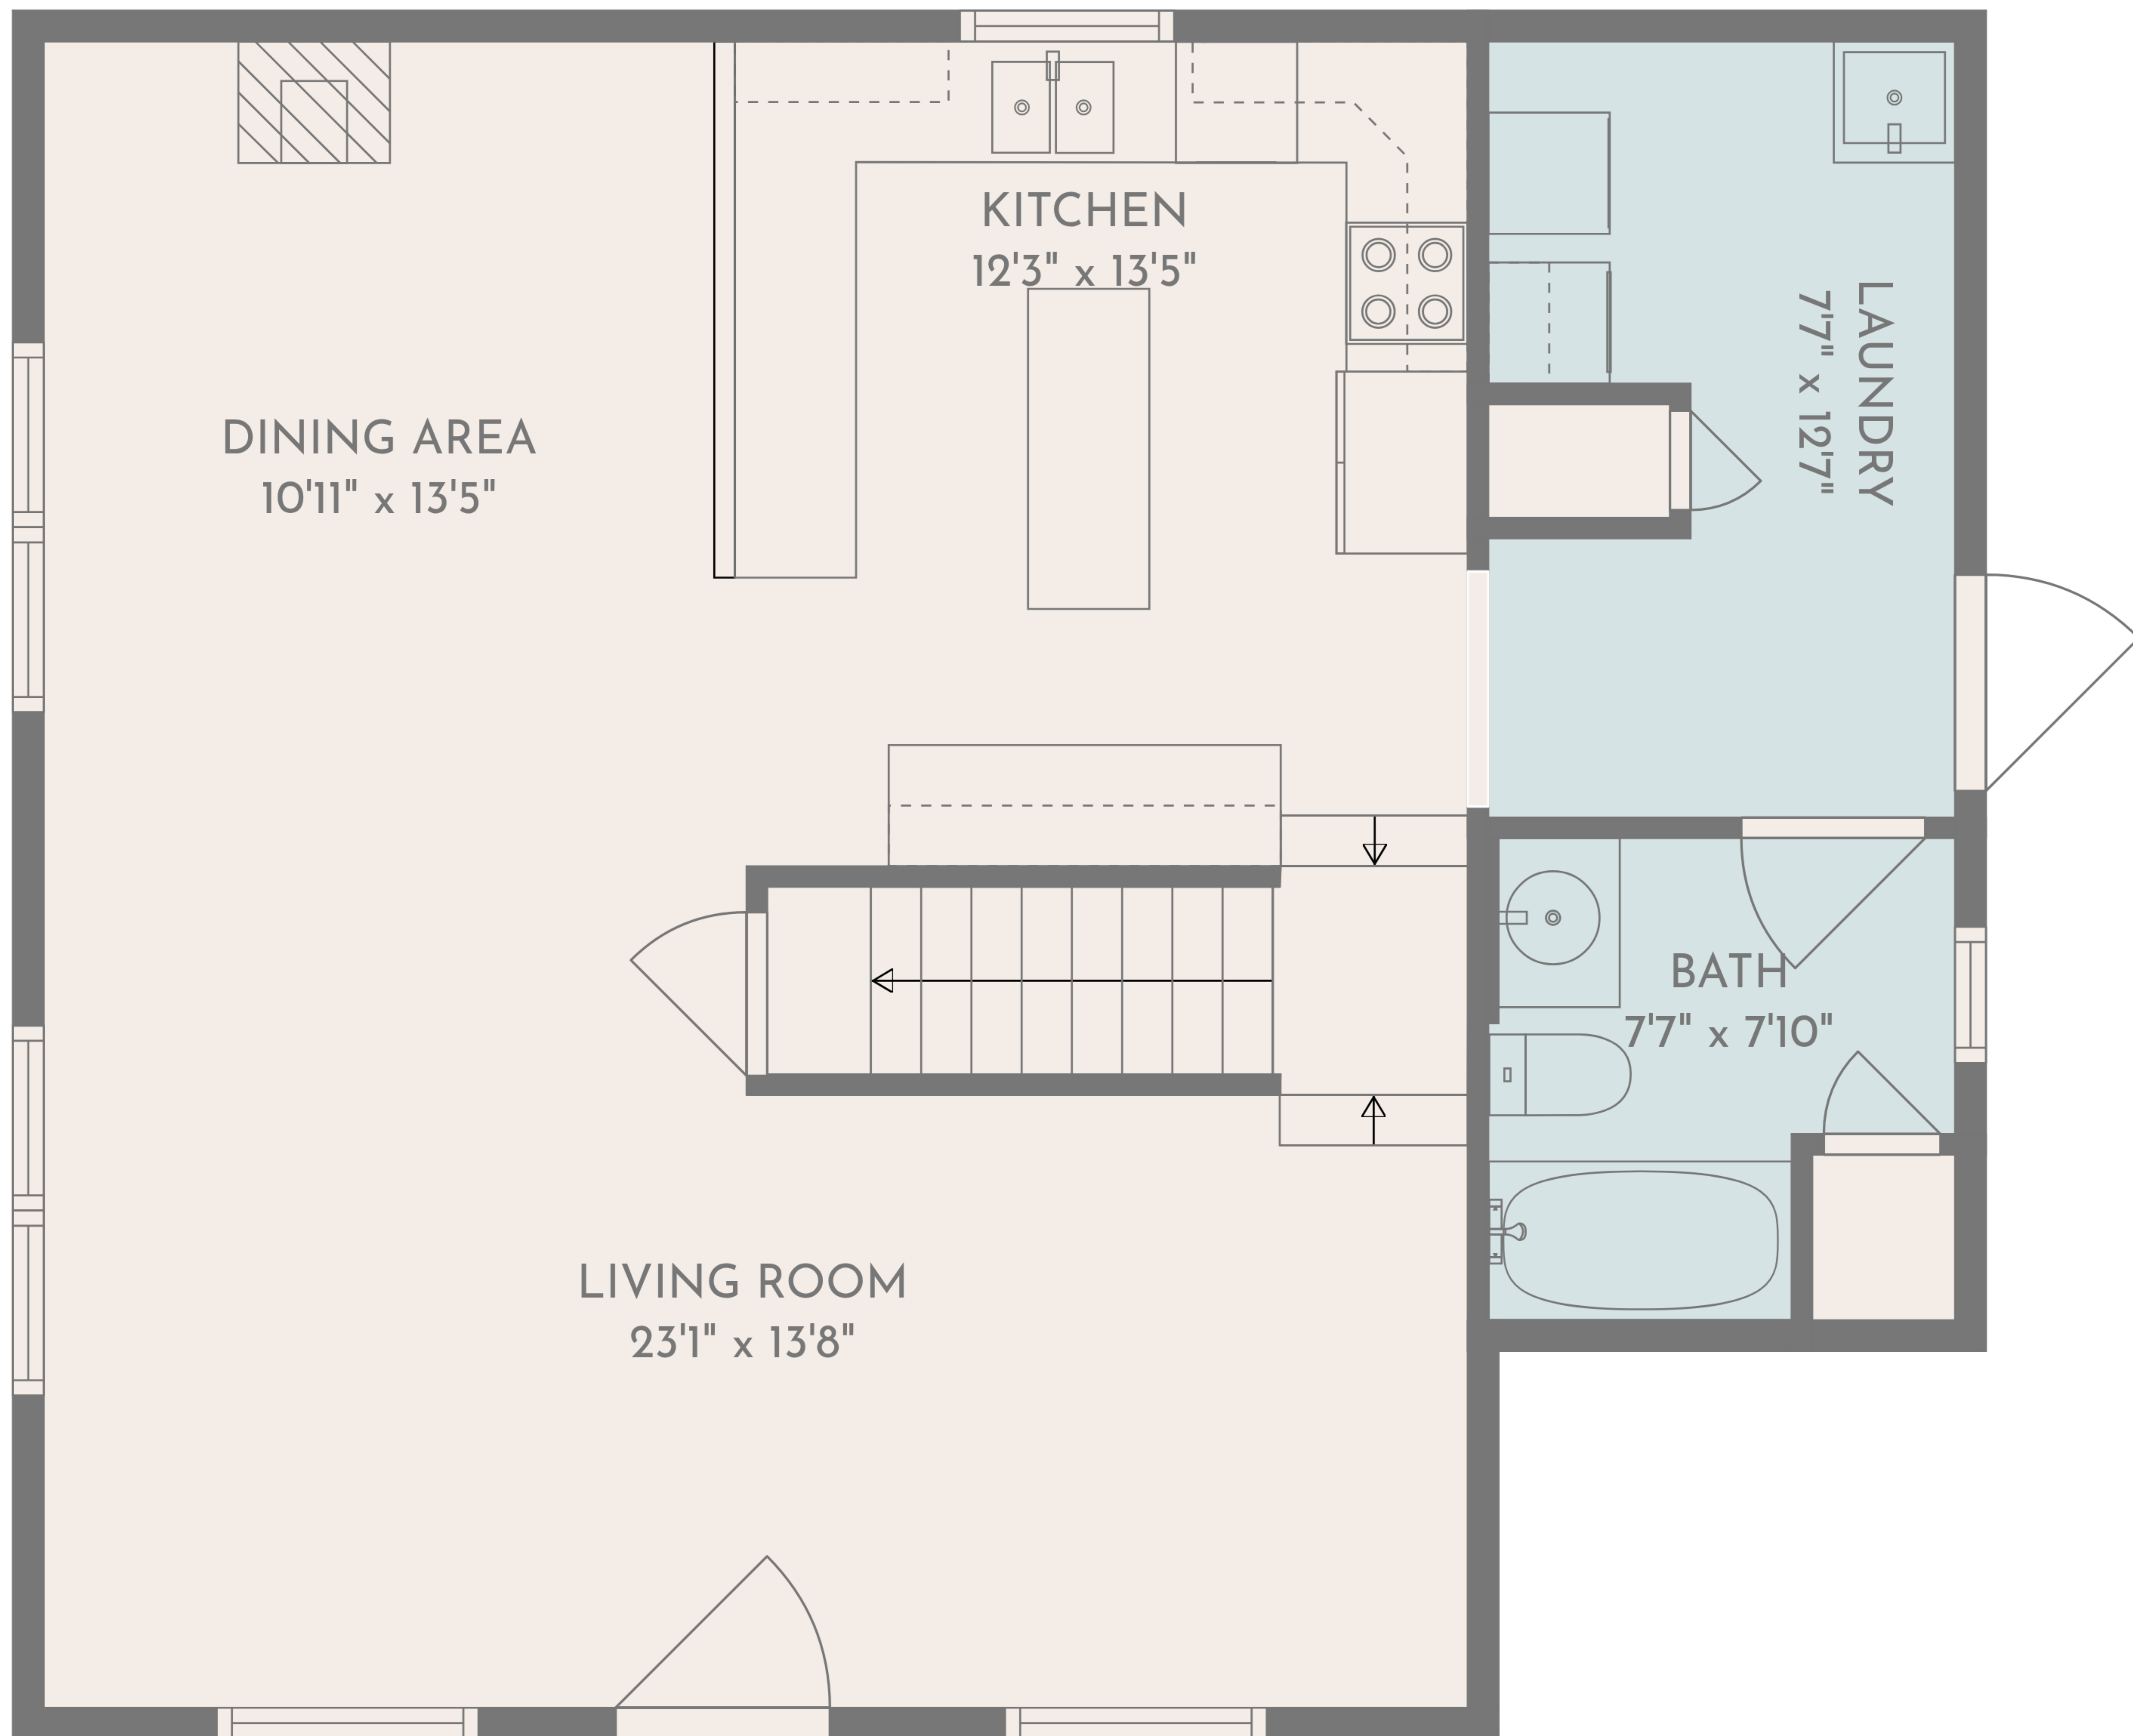 KITCHEN
12'3" x 13'5"
LAUNDRY
7'7" x 12'7"
DINING AREA
10'11" x 13'5"
BATH
7'7" x 7'10"
LIVING ROOM
23'1" x 13'8"